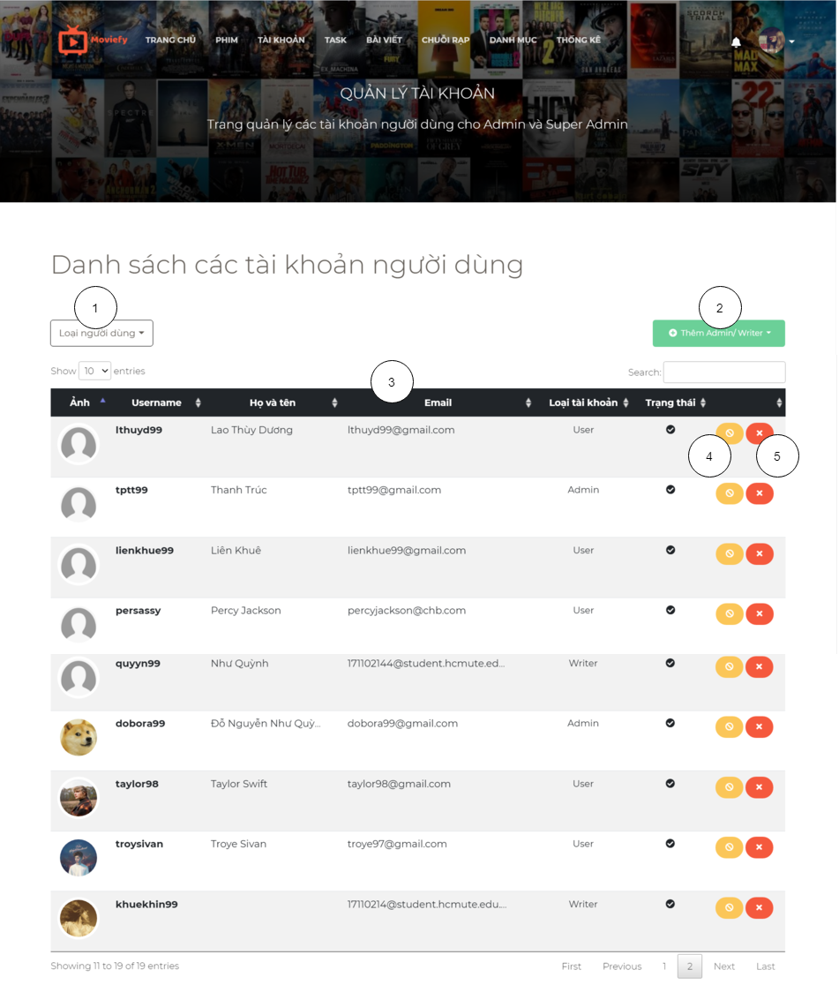 Moviefy TRANG CHỦ PHIM TÀI KHOẢN TASK BÀI VIẾT CHUỖI RẠP DANH MỤC THỐNG KÊ
QUẢN LÝ TÀI KHOẢN
Trang quản lý các tài khoản người dùng cho Admin và Super Admin
Danh sách các tài khoản người dùng
1
2
Loại người dùng
Thêm Admin/ Writer
Show 10 entries
Search:
3
Ảnh Username Họ và tên Email Loại tài khoản Trạng thái
lthuyd99 Lao Thùy Dương lthuyd99@gmail.com User
4 5
tptt99 Thanh Trúc tptt99@gmail.com Admin
lienkhue99 Liên Khuê lienkhue99@gmail.com User
persassy Percy Jackson percyjackson@chb.com User
quyyn99 Như Quỳnh 171102144@student.hcmute.ed...
Writer
dobora99 Đỗ Nguyễn Như Quỳ... dobora99@gmail.com Admin
taylor98 Taylor Swift taylor98@gmail.com User
troysivan Troye Sivan troye97@gmail.com User
khuekhin99 17110214@student.hcmute.edu... Writer
Showing 11 to 19 of 19 entries
First Previous 1 2 Next Last